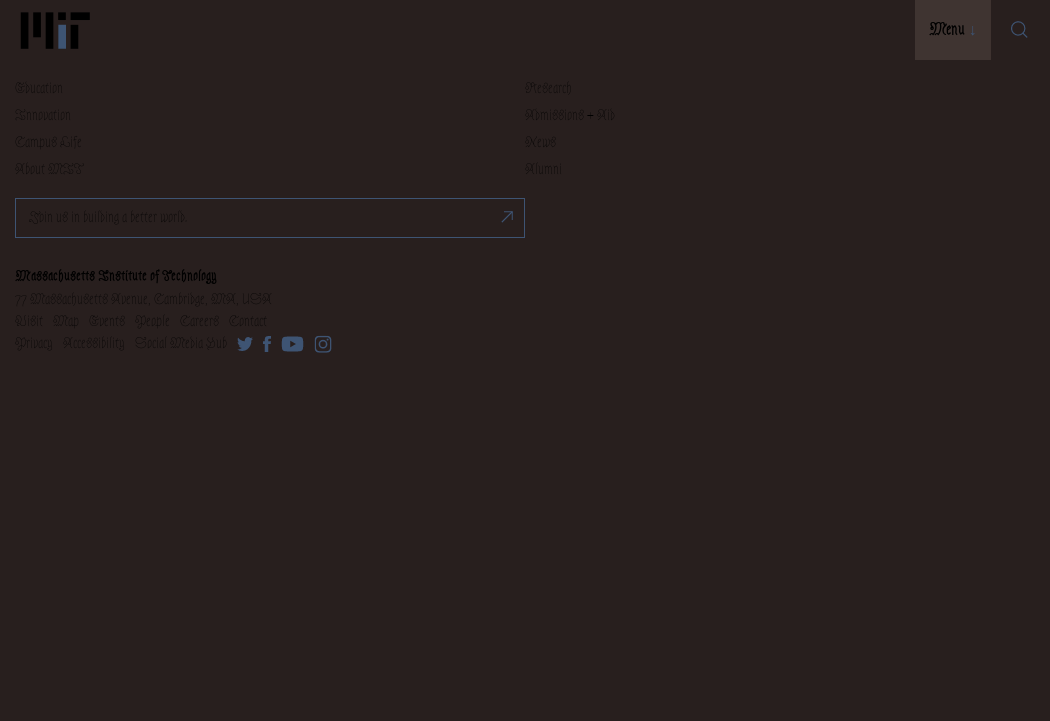 MIT
Menu ↓
Education
Research
Innovation
Admissions + Aid
Campus Life
News
About MIT
Alumni
Join us in building a better world.
Massachusetts Institute of Technology
77 Massachusetts Avenue, Cambridge, MA, USA
Visit Map Events People Careers Contact
Privacy Accessibility Social Media Hub